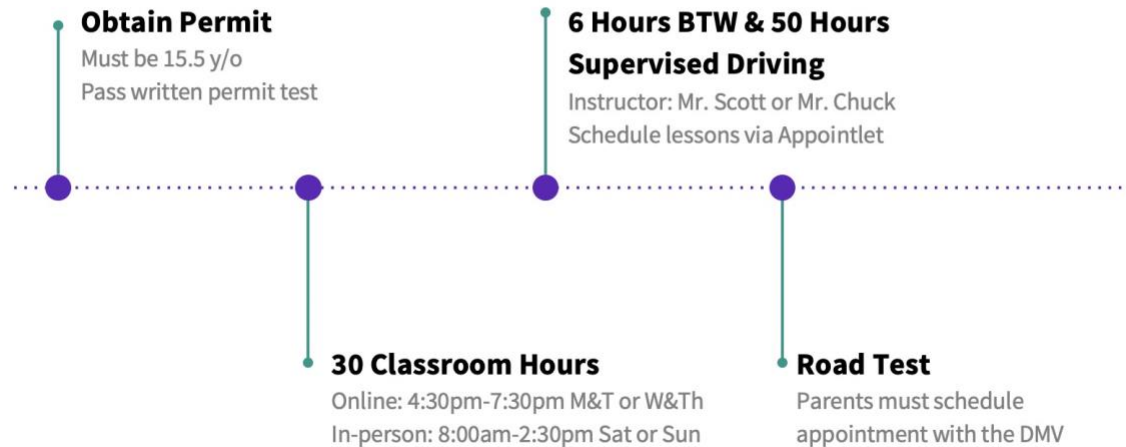 Obtain Permit
Must be 15.5 y/o
Pass written permit test
6 Hours BTW & 50 Hours
Supervised Driving
Instructor: Mr. Scott or Mr. Chuck
Schedule lessons via Appointlet
30 Classroom Hours
Online: 4:30pm-7:30pm M&T or W&Th
In-person: 8:00am-2:30pm Sat or Sun
Road Test
Parents must schedule
appointment with the DMV